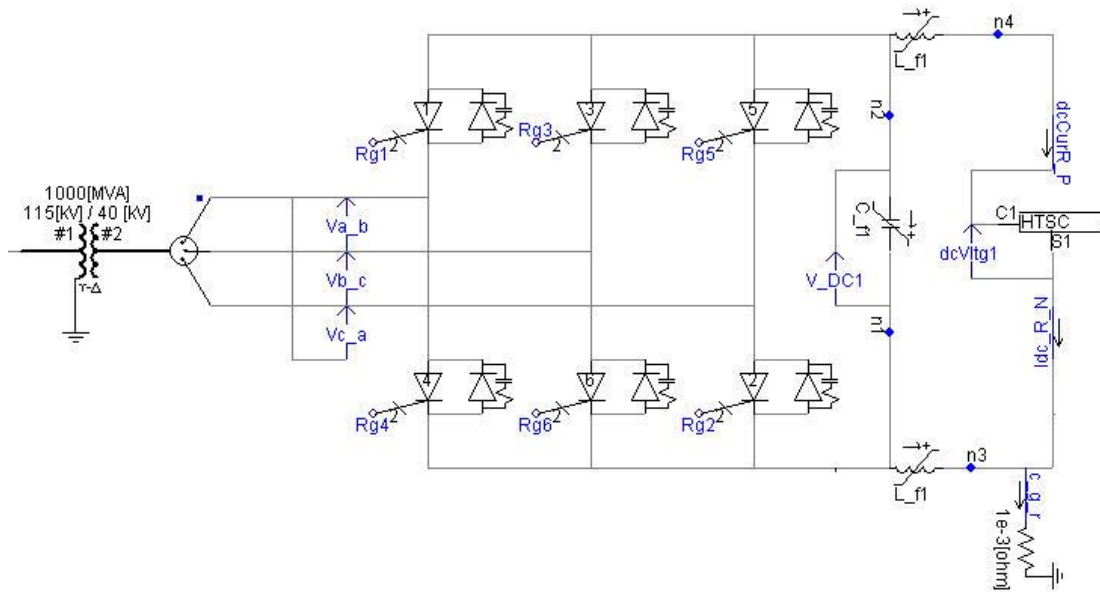 n4
L_f1
n2
1
3
5
2
2
2
Rg1
Rg3
Rg5
dcCurR_P
1000[MVA]
115[kV] / 40 [kV]
#1
#2
Va_b
C_f1
C1
HTSC
S1
Vb_c
V_DC1
dcVltg1
Y-Δ
Vc_a
n1
N_R_cpl
4
6
2
2
2
2
Rg4
Rg6
Rg2
n3
L_f1
c_g_r
1e-3[ohm]